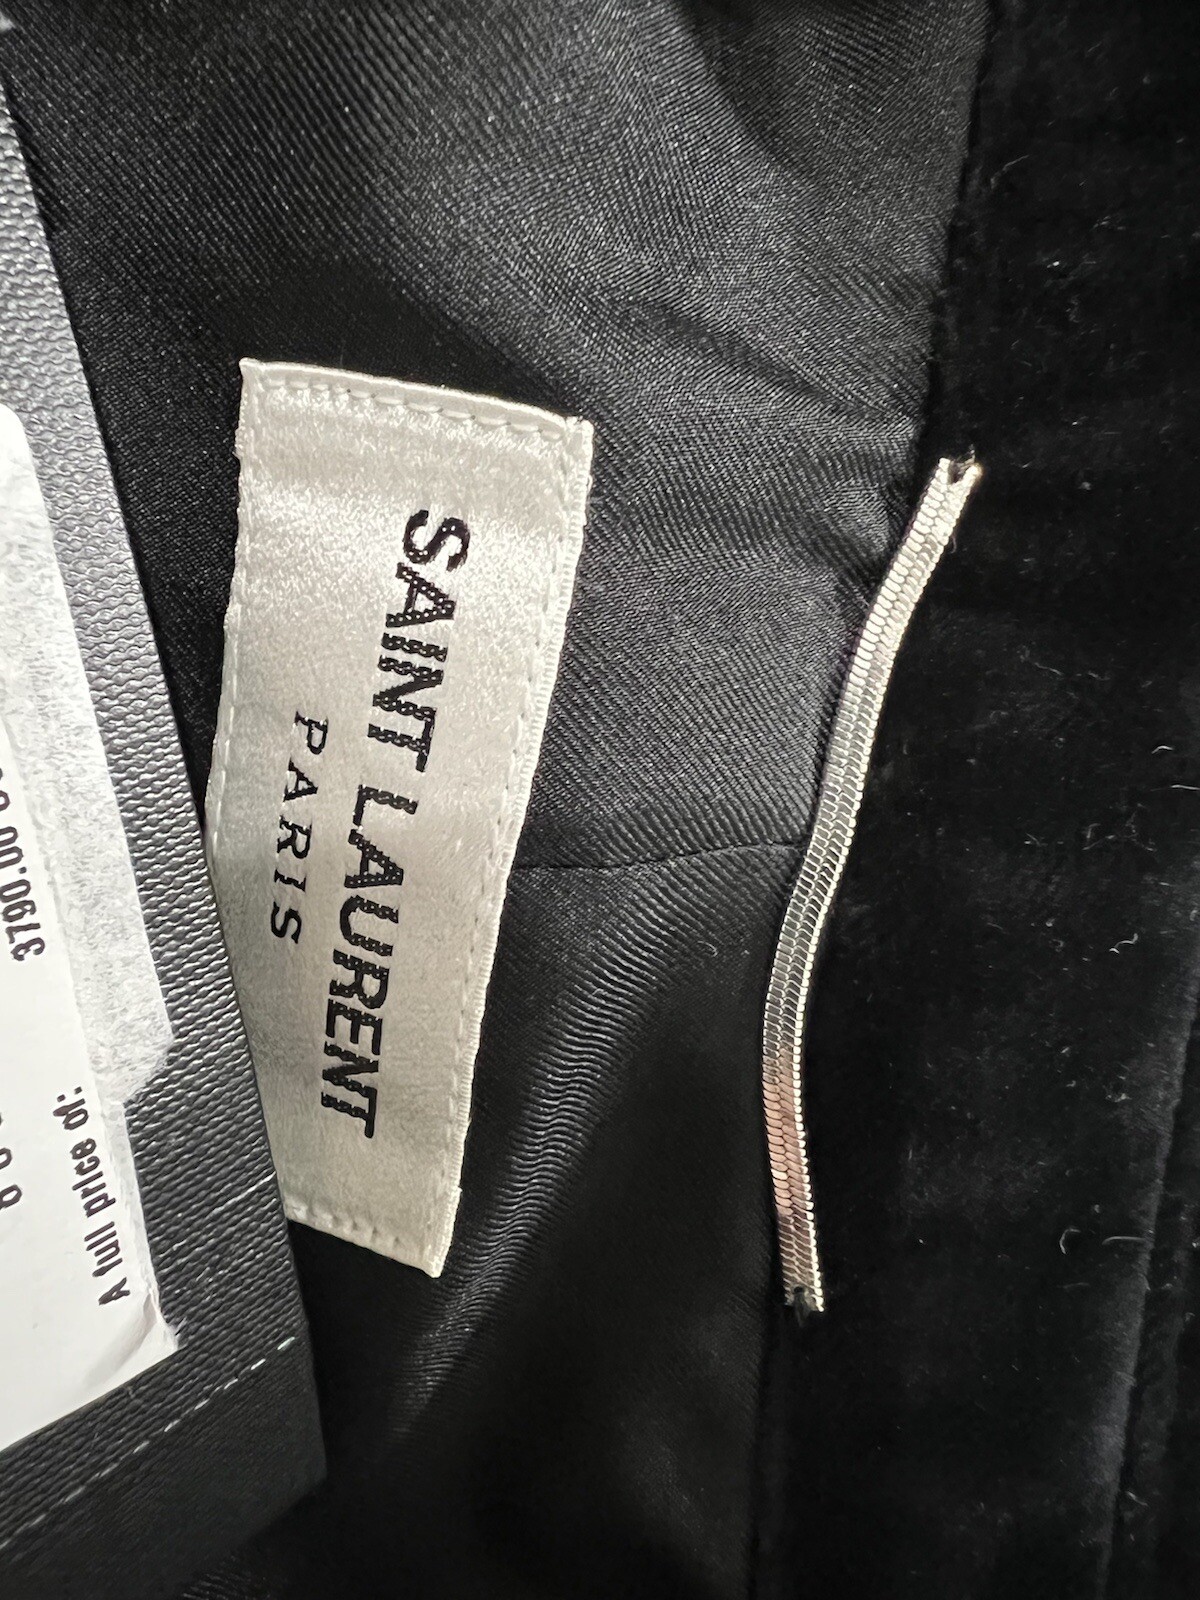 SAINT LAURENT
PARIS
A full price of:
3790.00